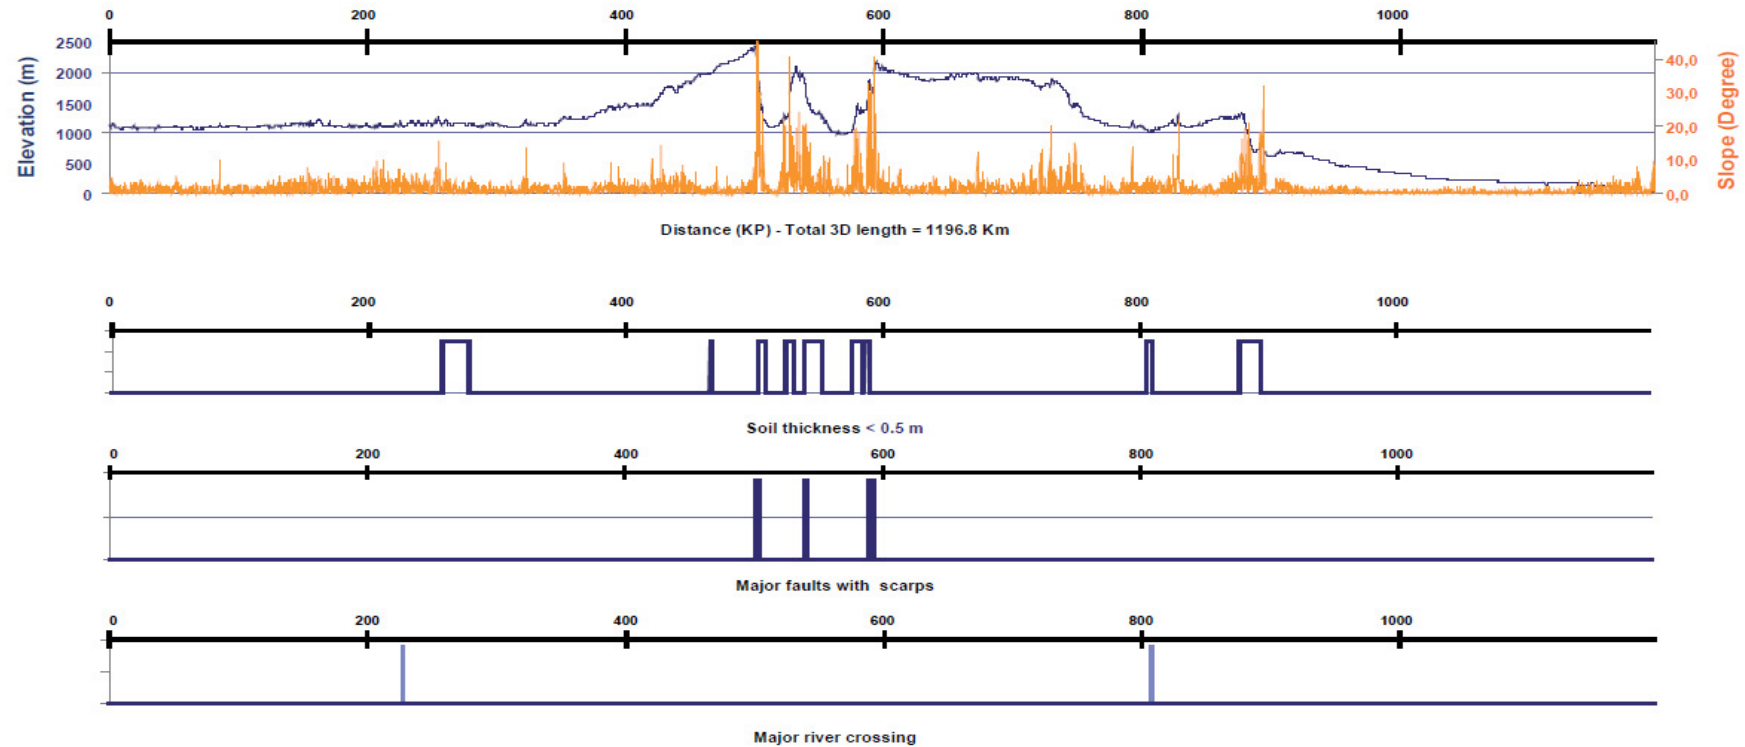 0 200 400 600 800 1000
Elevation (m)
2500
2000
1500
1000
500
0
40,0
30,0
20,0
10,0
0,0
Slope (Degree)
Distance (KP) - Total 3D length = 1196.8 Km
0 200 400 600 800 1000
Soil thickness < 0.5 m
0 200 400 600 800 1000
Major faults with scarps
0 200 400 600 800 1000
Major river crossing